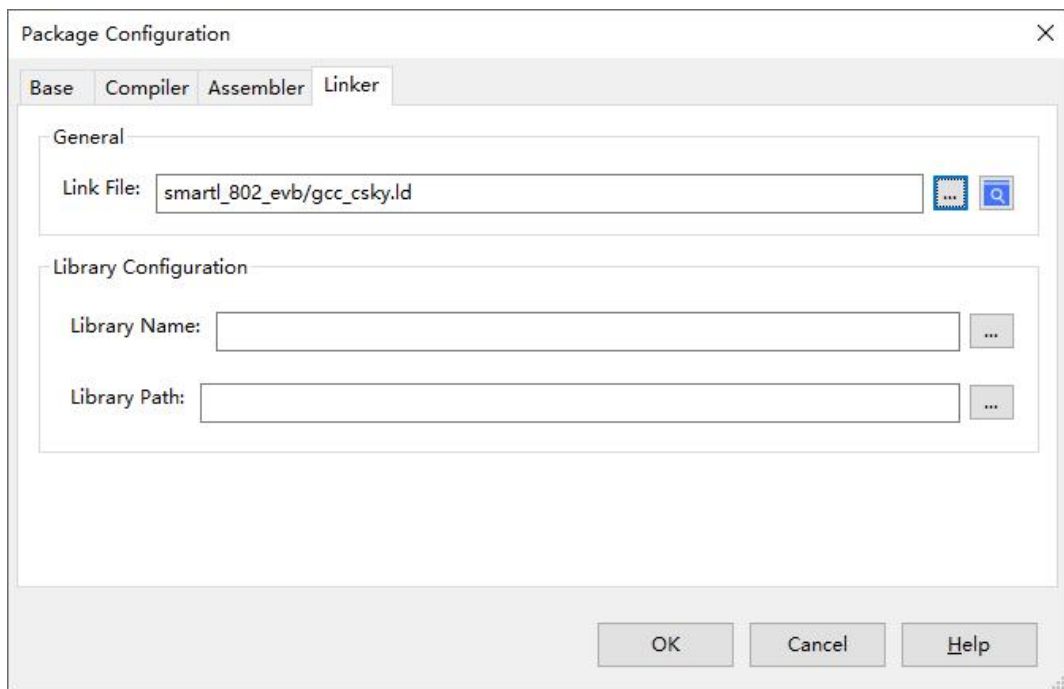 Package Configuration
Base Compiler Assembler Linker
General
Link File: smartl_802_evb/gcc_csky.ld ...
Library Configuration
Library Name: ...
Library Path: ...
OK Cancel Help